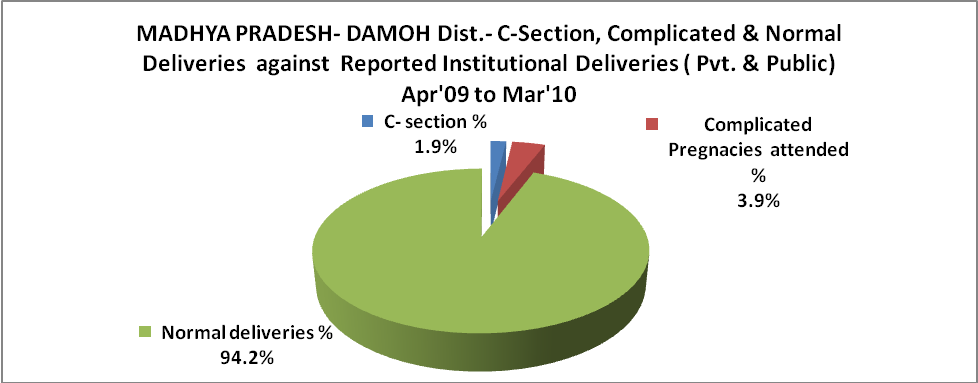 MADHYA PRADESH- DAMOH Dist.- C-Section, Complicated & Normal
Deliveries against Reported Institutional Deliveries ( Pvt. & Public)
Apr'09 to Mar'10
C- section %
1.9%
Complicated
Pregnacies attended
%
3.9%
Normal deliveries %
94.2%